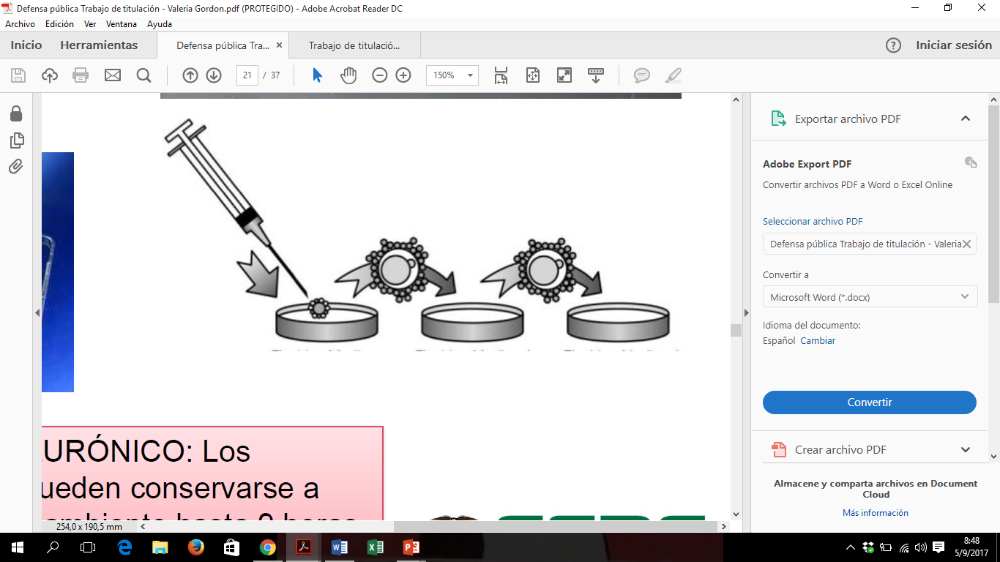 Defensa pública Trabajo de titulación - Valeria Gordon.pdf (PROTEGIDO) - Adobe Acrobat Reader DC
Archivo Edición Ver Ventana Ayuda
Inicio Herramientas Defensa pública Tra... × Trabajo de titulació... ? Iniciar sesión
21 / 37 150%
Exportar archivo PDF
Adobe Export PDF
Convertir archivos PDF a Word o Excel Online
Seleccionar archivo PDF
Defensa pública Trabajo de titulación - Valeria
Convertir a
Microsoft Word (*.docx)
Idioma del documento:
Español Cambiar
Convertir
Crear archivo PDF
Almacene y comparta archivos en Document
Cloud
Más información
URÓNICO: Los
ueden conservarse a
ambiente hasta 9 horas
254,0 x 190,5 mm
8:48
5/9/2017